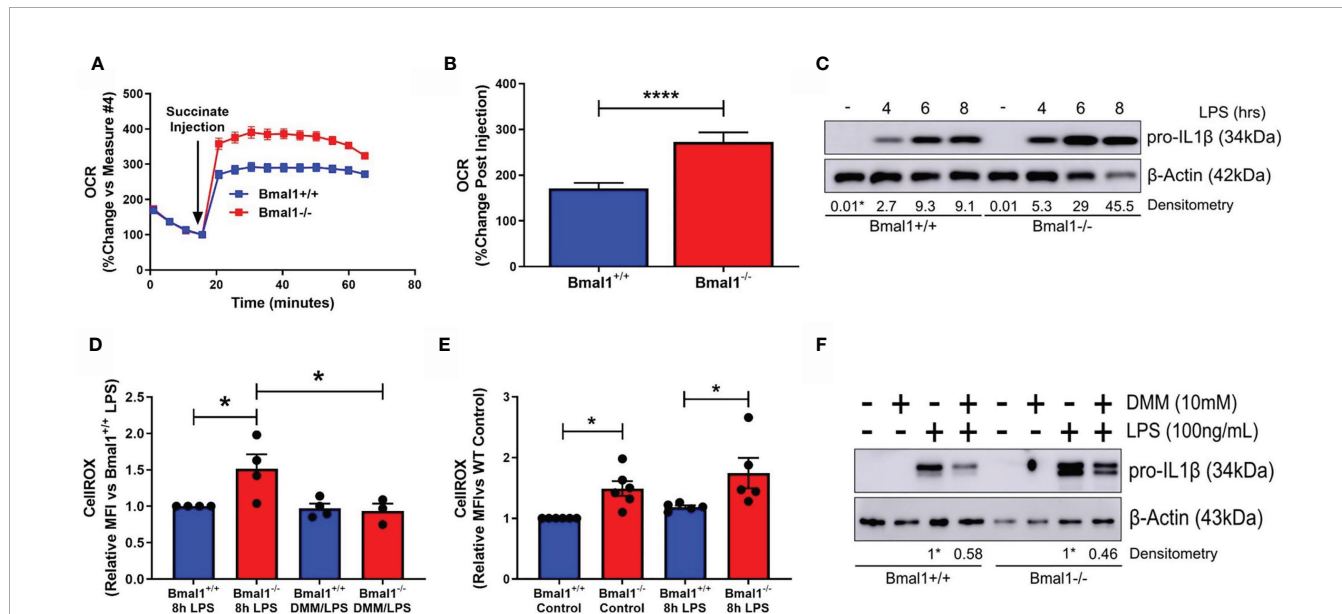 A
OCR
(%Change vs Measure #4)
500
400
300
200
100
0
Succinate
Injection
Bmal1+/+
Bmal1-/-
0 20 40 60 80
Time (minutes)
B
OCR
(%Change Post Injection)
400
300
200
100
0
****
Bmal1+/+
Bmal1-/-
C
- 4 6 8 - 4 6 8 LPS (hrs)
pro-IL1β (34kDa)
β-Actin (42kDa)
0.01* 2.7 9.3 9.1 0.01 5.3 29 45.5 Densitometry
Bmal1+/+ Bmal1-/-
D
CellROX
(Relative MFI vs Bmal1+/+ LPS)
2.5
2.0
1.5
1.0
0.5
0.0
*
*
Bmal1+/+ Bmal1-/- Bmal1+/+ Bmal1-/-
8h LPS 8h LPS DMM/LPS DMM/LPS
E
CellROX
(Relative MFIvs WT Control)
3
2
1
0
*
*
Bmal1+/+ Bmal1-/- Bmal1+/+ Bmal1-/-
Control Control 8h LPS 8h LPS
F
- + - + - + - + DMM (10mM)
- - + + - - + + LPS (100ng/mL)
pro-IL1β (34kDa)
β-Actin (43kDa)
1* 0.58 1* 0.46 Densitometry
Bmal1+/+ Bmal1-/-